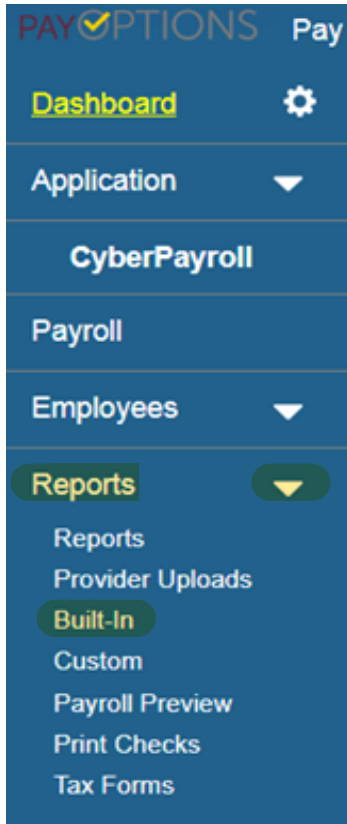 PAYOPTIONS Pay
Dashboard
Application
CyberPayroll
Payroll
Employees
Reports
Reports
Provider Uploads
Built-In
Custom
Payroll Preview
Print Checks
Tax Forms